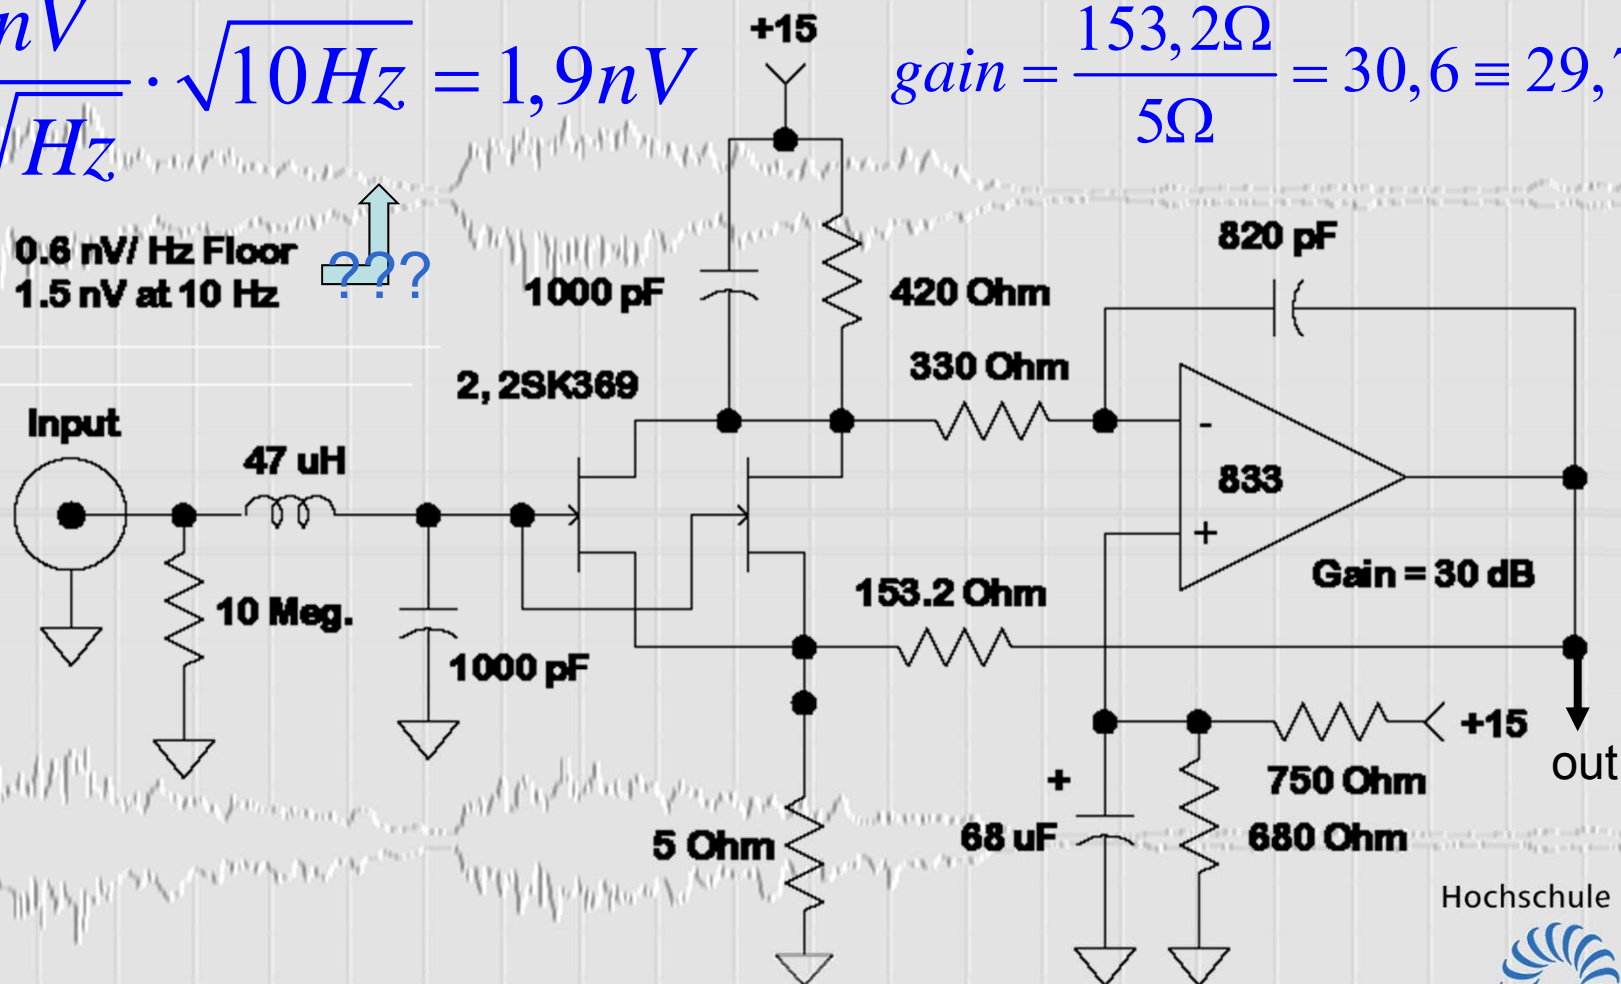 nV
√Hz · √10Hz = 1,9nV
gain = 153,2Ω / 5Ω = 30,6 ≡ 29,
+15
0.6 nV/ Hz Floor
1.5 nV at 10 Hz
???
1000 pF
420 Ohm
820 pF
330 Ohm
2, 2SK369
Input
47 uH
-
833
+
Gain = 30 dB
153.2 Ohm
10 Meg.
1000 pF
+15
out
+
750 Ohm
68 uF
680 Ohm
5 Ohm
Hochschule